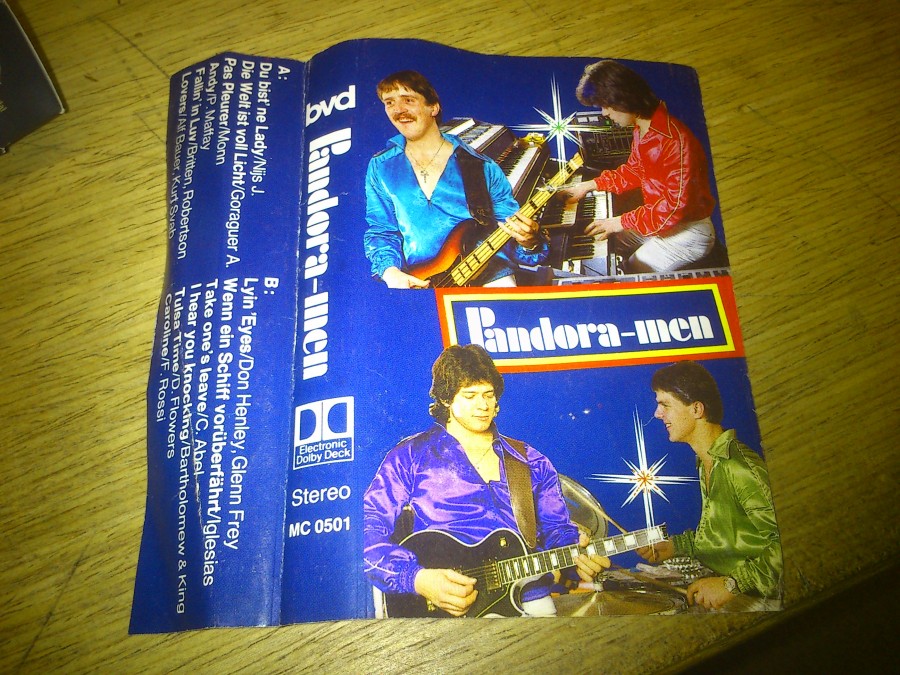 A:
Du bist' ne Lady/Nijs J.
Die Welt ist voll Licht/Goraguer A.
Pas Pleurer/Monn
Andy/P. Maffay
Fallin' in Luv/Britten, Robertson
Lovers/Alf Bauer, Kurt Svab
B:
Lyin' Eyes/Don Henley, Glenn Frey
Wenn ein Schiff vorüberfährt/Iglesias
Take one's leave/C. Abel
I hear you knocking/Bartholomew & King
Tulsa Time/D. Flowers
Caroline/F. Rossi
bvd
Pandora-men
Electronic
Dolby Deck
Stereo
MC 0501
Pandora-men